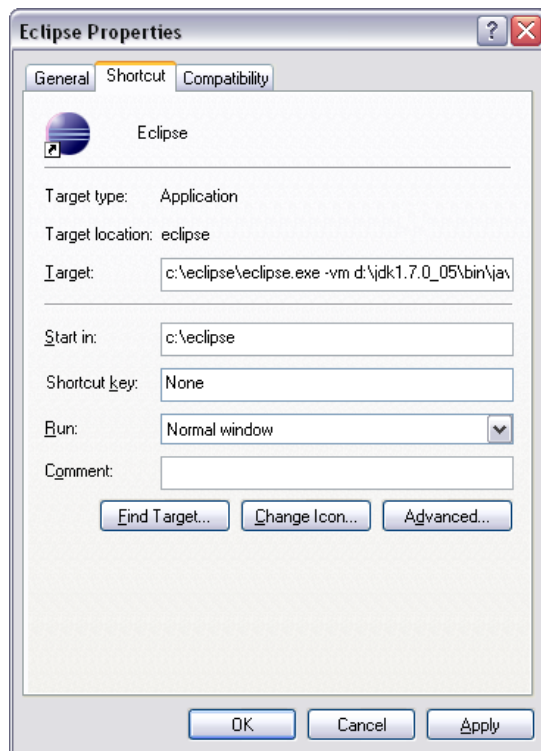 Eclipse Properties
General Shortcut Compatibility
Eclipse
Target type: Application
Target location: eclipse
Target: c:\eclipse\eclipse.exe -vm d:\jdk1.7.0_05\bin\jav
Start in: c:\eclipse
Shortcut key: None
Run: Normal window
Comment:
Find Target... Change Icon... Advanced...
OK Cancel Apply